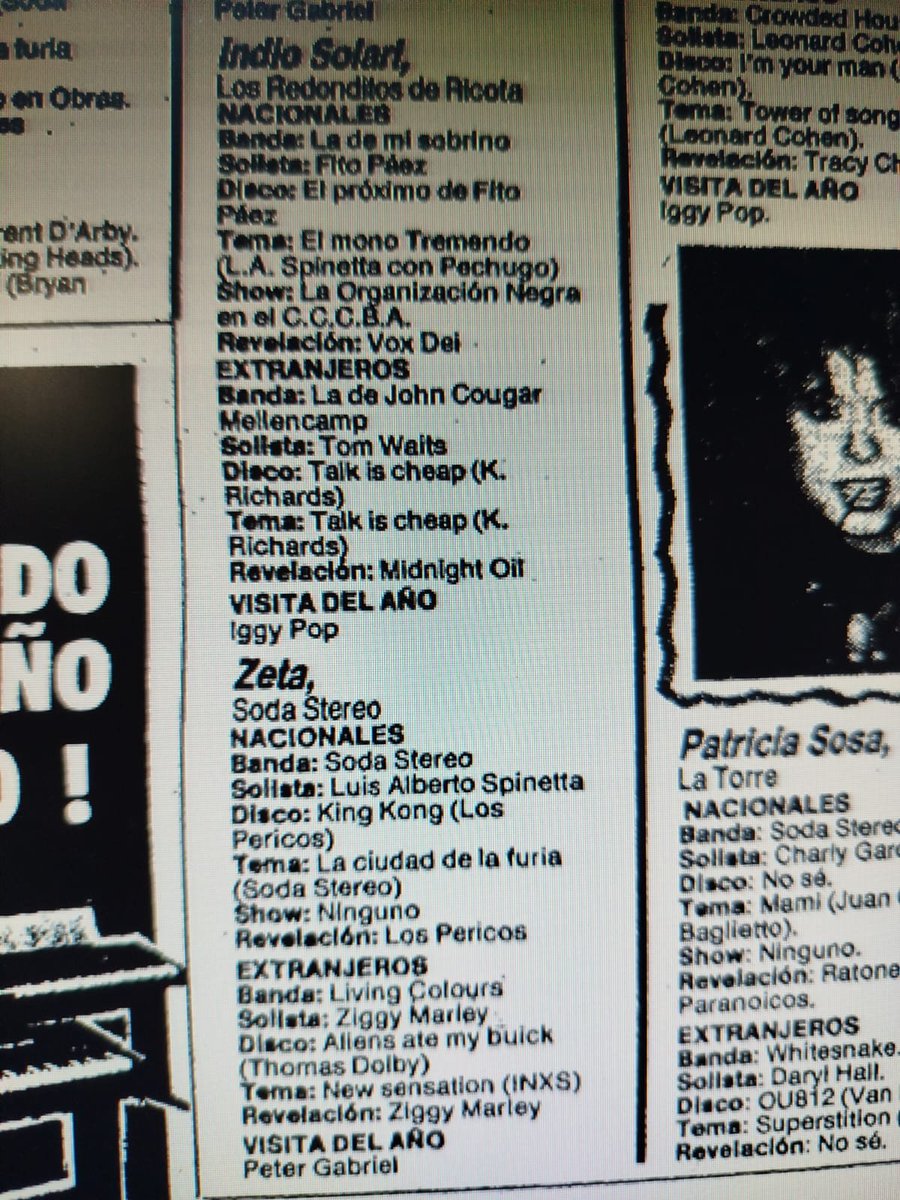 a furia
en Obras.
ent D'Arby.
ing Heads).
(Bryan
DO
ÑO
!
Peter Gabriel
Indio Solari,
Los Redonditos de Ricota
NACIONALES
Banda: La de mi sobrino
Solista: Fito Páez
Disco: El próximo de Fito
Páez
Tema: El mono Tremendo
(L.A. Spinetta con Pechugo)
Show: La Organización Negra
en el C.C.C.B.A.
Revelación: Vox Dei
EXTRANJEROS
Banda: La de John Cougar
Mellencamp
Solista: Tom Waits
Disco: Talk is cheap (K.
Richards)
Tema: Talk is cheap (K.
Richards)
Revelación: Midnight Oil
VISITA DEL AÑO
Iggy Pop
Zeta,
Soda Stereo
NACIONALES
Banda: Soda Stereo
Solista: Luis Alberto Spinetta
Disco: King Kong (Los
Pericos)
Tema: La ciudad de la furia
(Soda Stereo)
Show: Ninguno
Revelación: Los Pericos
EXTRANJEROS
Banda: Living Colours
Solista: Ziggy Marley
Disco: Aliens ate my buick
(Thomas Dolby)
Tema: New sensation (INXS)
Revelación: Ziggy Marley
VISITA DEL AÑO
Peter Gabriel
Banda: Crowded Hou
Solista: Leonard Coh
Disco: I'm your man (
Cohen).
Tema: Tower of song
(Leonard Cohen).
Revelación: Tracy Ch
VISITA DEL AÑO
Iggy Pop.
Patricia Sosa,
La Torre
NACIONALES
Banda: Soda Stereo
Solista: Charly Garc
Disco: No sé.
Tema: Mami (Juan
Baglietto).
Show: Ninguno.
Revelación: Ratone
Paranoicos.
EXTRANJEROS
Banda: Whitesnake.
Solista: Daryl Hall.
Disco: OU812 (Van
Tema: Superstition (
Revelación: No sé.